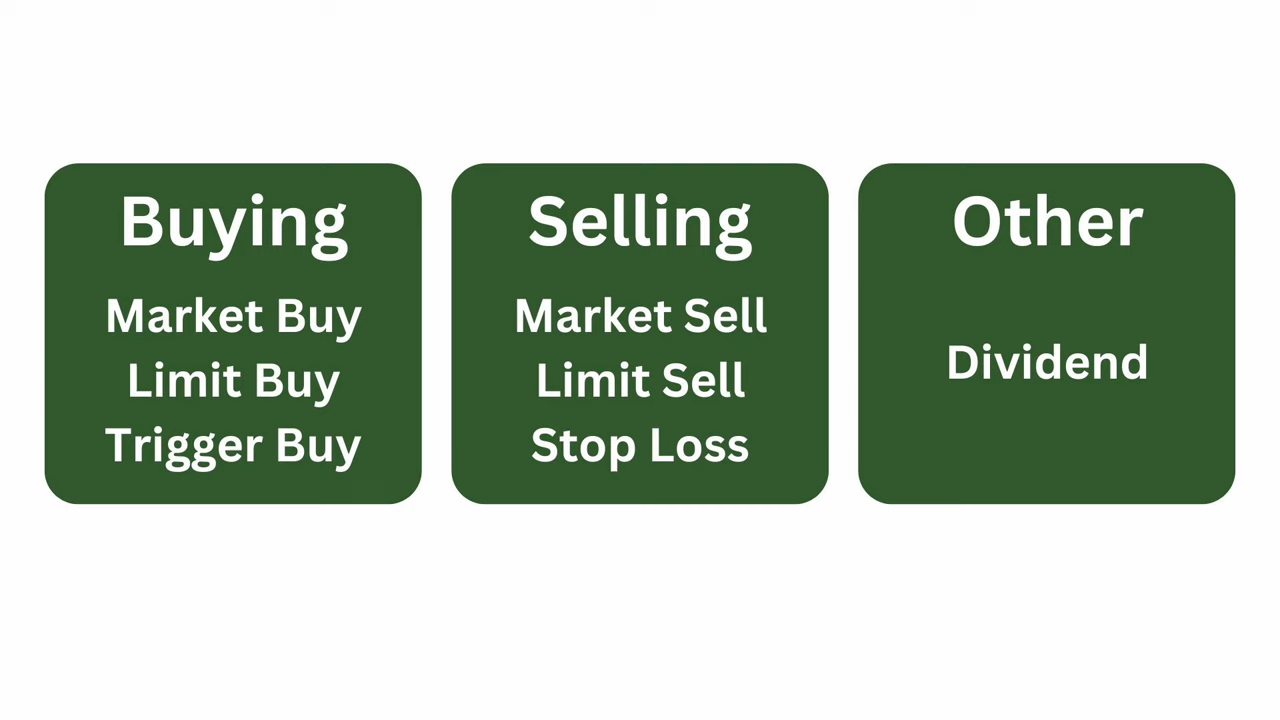 Buying
Market Buy
Limit Buy
Trigger Buy
Selling
Market Sell
Limit Sell
Stop Loss
Other
Dividend